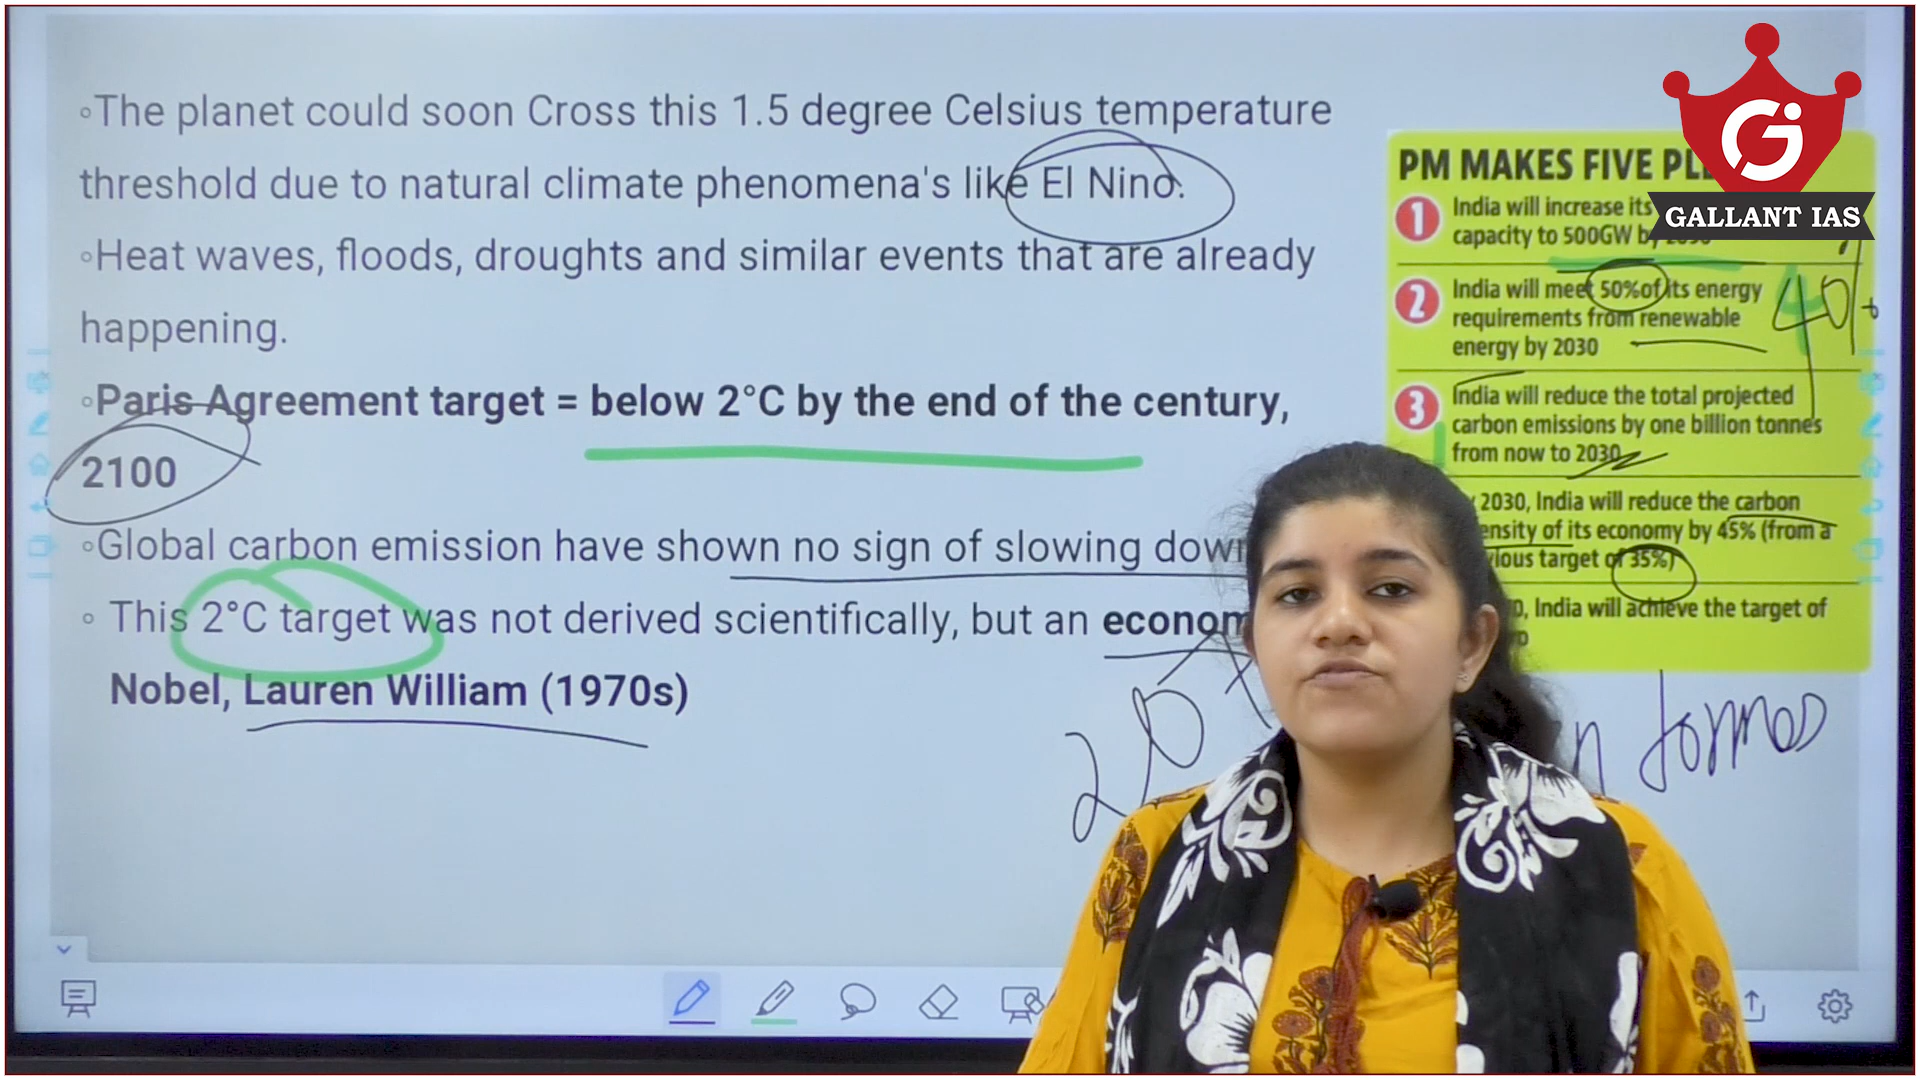 ◦The planet could soon Cross this 1.5 degree Celsius temperature
threshold due to natural climate phenomena's like El Nino.
◦Heat waves, floods, droughts and similar events that are already
happening.
◦Paris Agreement target = below 2°C by the end of the century,
2100
◦Global carbon emission have shown no sign of slowing down
◦ This 2°C target was not derived scientifically, but an econom
Nobel, Lauren William (1970s)
GALLANT IAS
PM MAKES FIVE PL
1 India will increase its
capacity to 500GW by
2 India will meet 50%of its energy
requirements from renewable
energy by 2030
40%
3 India will reduce the total projected
carbon emissions by one billion tonnes
from now to 2030
2030, India will reduce the carbon
ensity of its economy by 45% (from a
ious target of 35%)
India will achieve the target of
tonnes